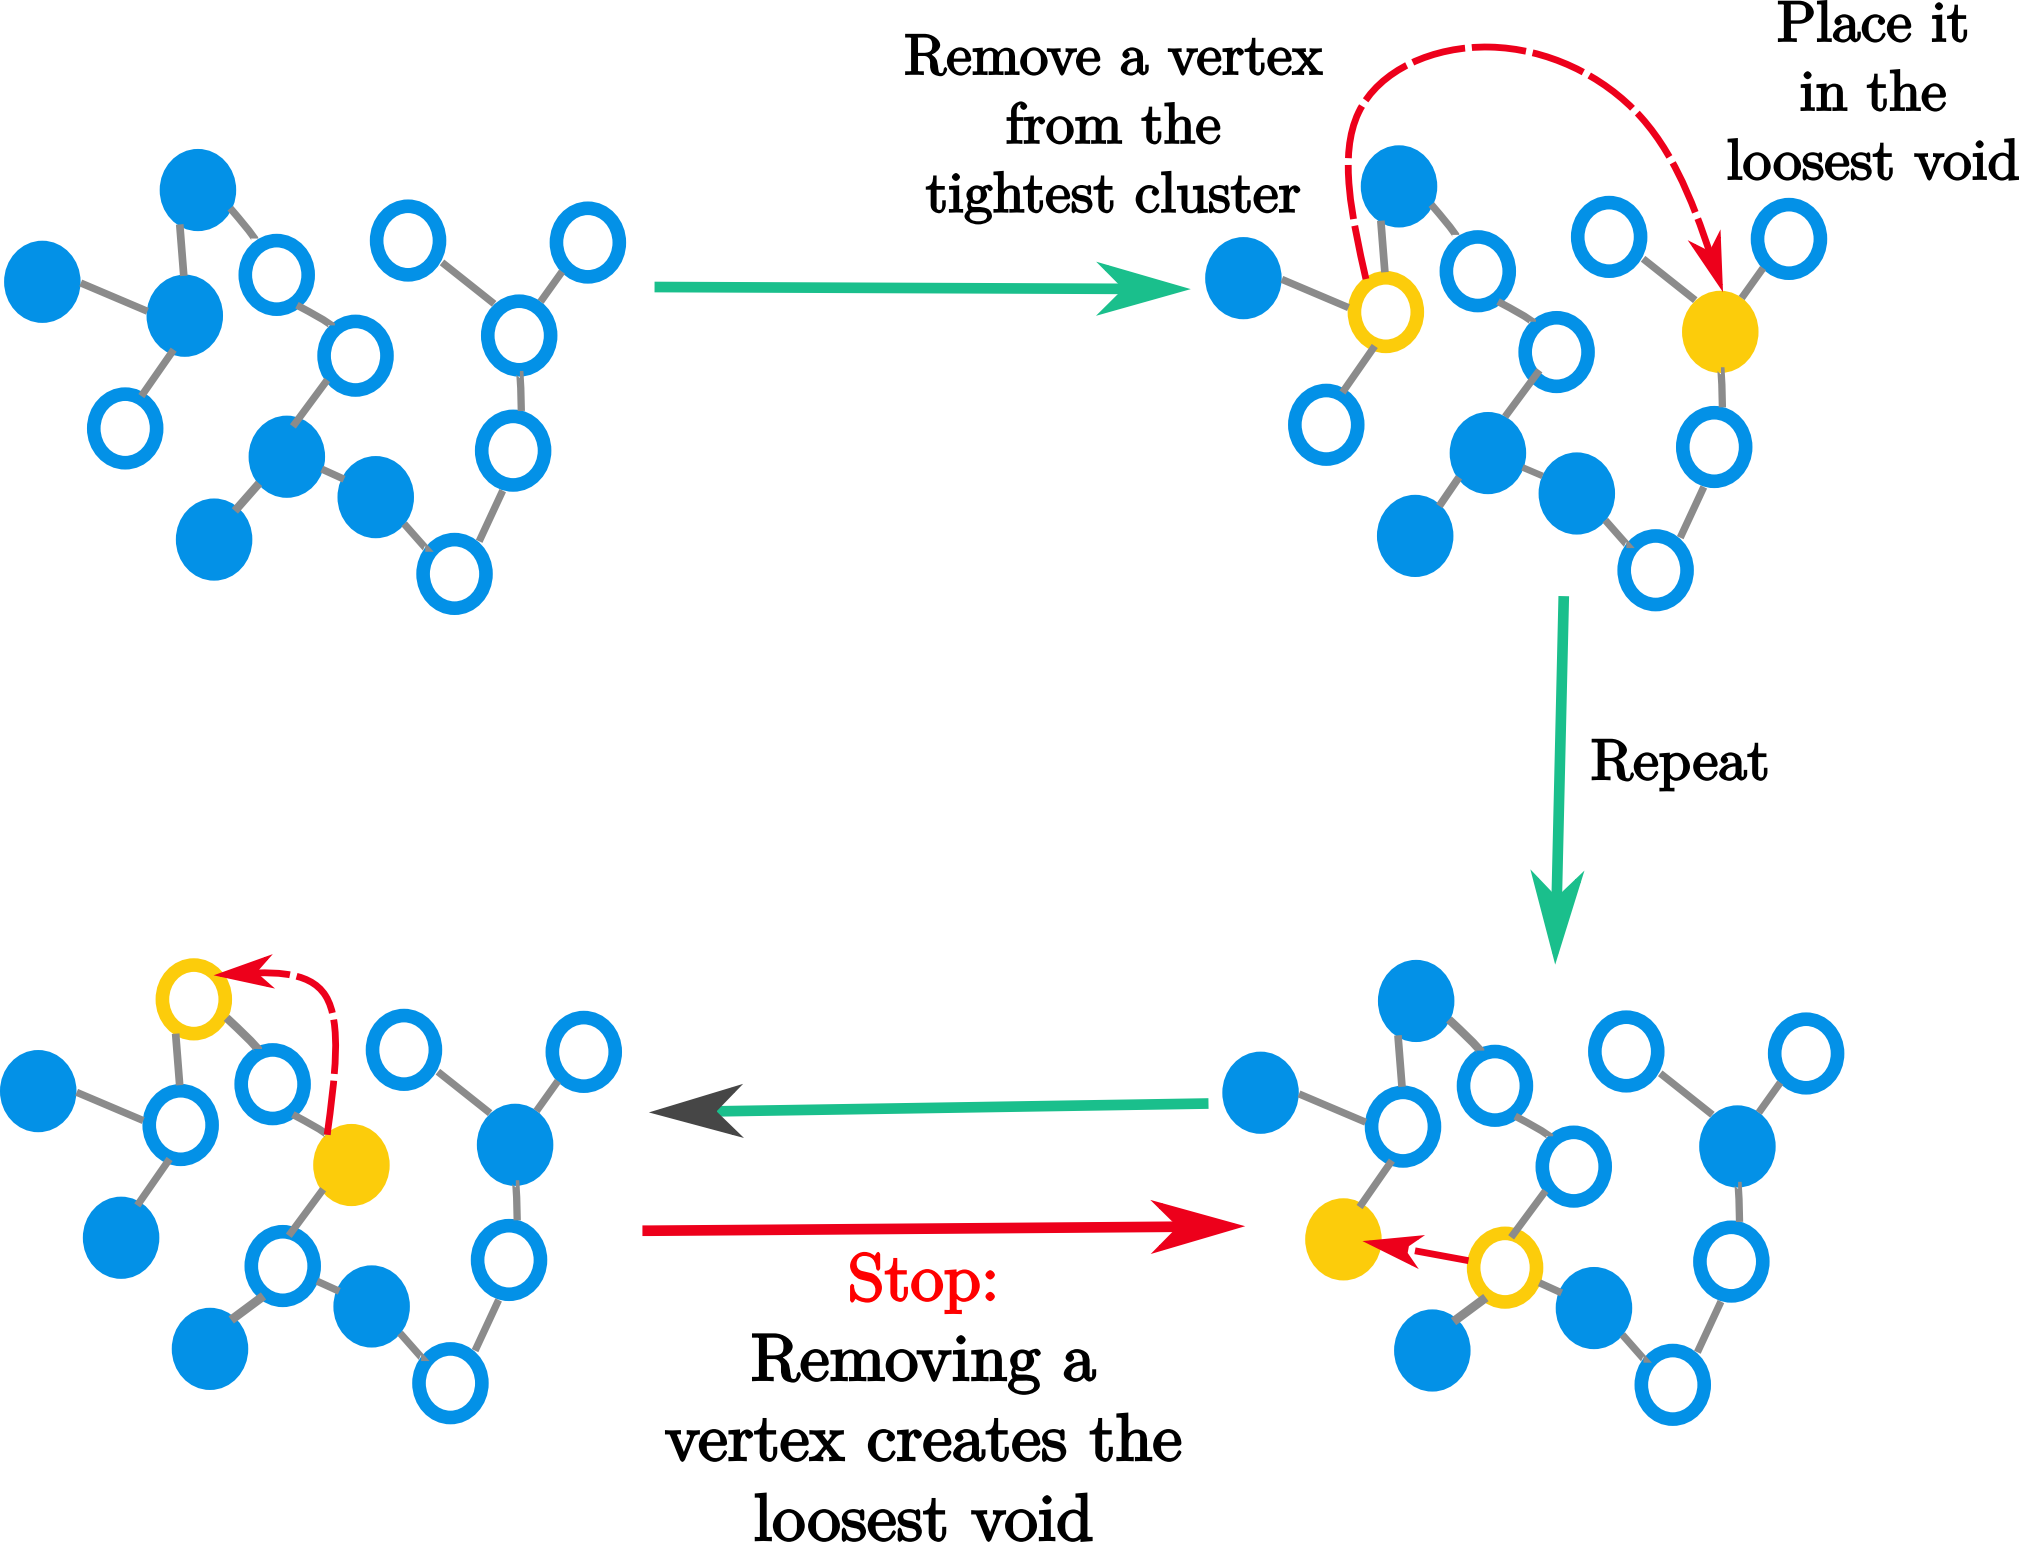 Remove a vertex
from the
tightest cluster
Place it
in the
loosest void
Repeat
Stop:
Removing a
vertex creates the
loosest void